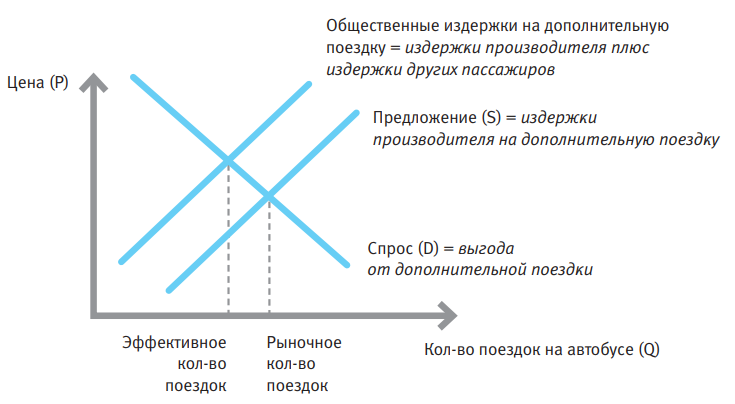 Общественные издержки на дополнительную
поездку = издержки производителя плюс
издержки других пассажиров
Цена (P)
Предложение (S) = издержки
производителя на дополнительную поездку
Спрос (D) = выгода
от дополнительной поездки
Эффективное
кол-во
поездок
Рыночное
кол-во
поездок
Кол-во поездок на автобусе (Q)